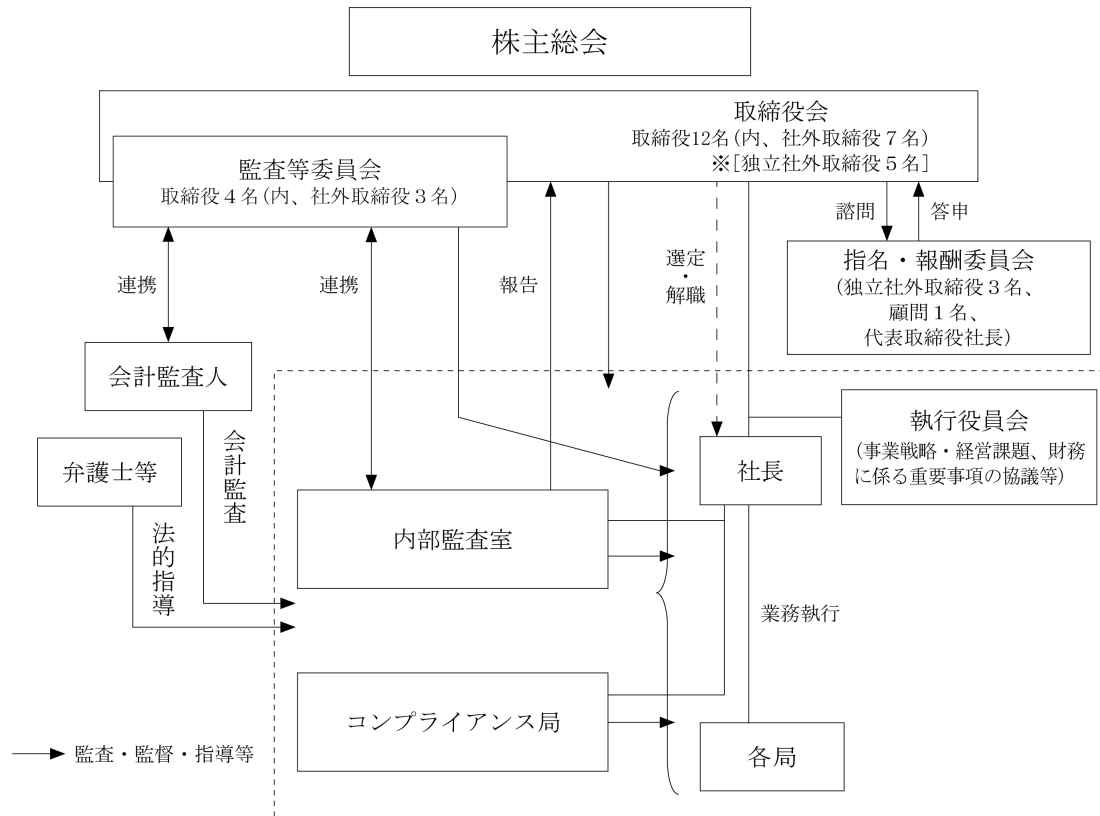 株主総会
取締役会
取締役12名(内、社外取締役７名)
※[独立社外取締役５名]
監査等委員会
取締役４名(内、社外取締役３名)
諮問
答申
連携
連携
報告
選定
・
解職
指名・報酬委員会
(独立社外取締役３名、
顧問１名、
代表取締役社長)
会計監査人
会計監査
弁護士等
法的指導
執行役員会
(事業戦略・経営課題、財務
に係る重要事項の協議等)
社長
内部監査室
業務執行
コンプライアンス局
各局
監査・監督・指導等